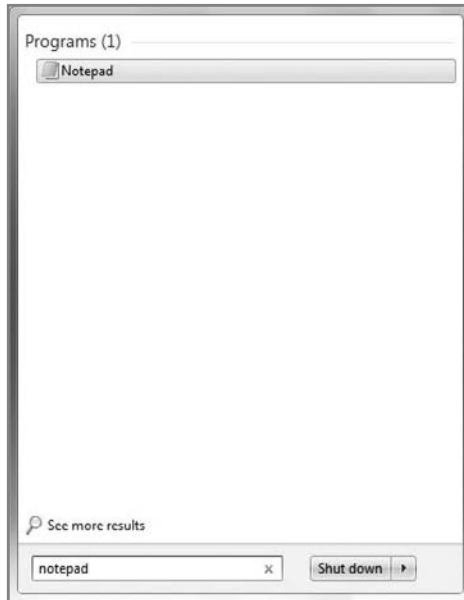 Programs (1)
Notepad
See more results
notepad
Shut down